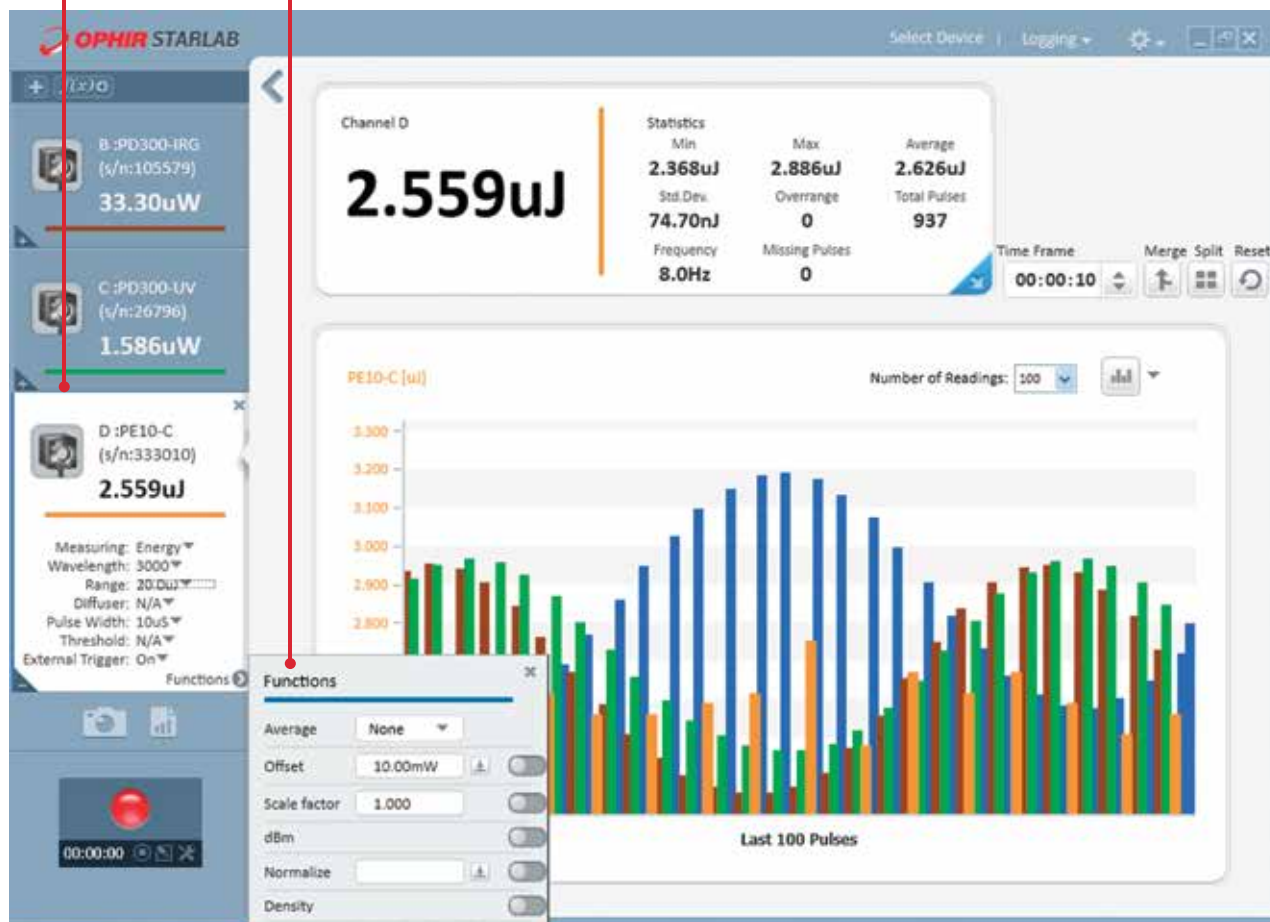 OPHIR STARLAB
Select Device | Logging
f(x)
B :PD300-IRG
(s/n:105579)
33.30uW
C :PD300-UV
(s/n:26796)
1.586uW
D :PE10-C
(s/n:333010)
2.559uJ
Measuring: Energy
Wavelength: 3000
Range: 20.0uJ
Diffuser: N/A
Pulse Width: 10uS
Threshold: N/A
External Trigger: On
Functions
00:00:00
Channel D
2.559uJ
Statistics
Min Max Average
2.368uJ 2.886uJ 2.626uJ
Std.Dev. Overrange Total Pulses
74.70nJ 0 937
Frequency Missing Pulses
8.0Hz 0
Time Frame Merge Split Reset
00:00:10
PE10-C [uJ]
Number of Readings: 100
3.300
3.200
3.100
3.000
2.900
2.800
Last 100 Pulses
Functions
Average None
Offset 10.00mW
Scale factor 1.000
dBm
Normalize
Density